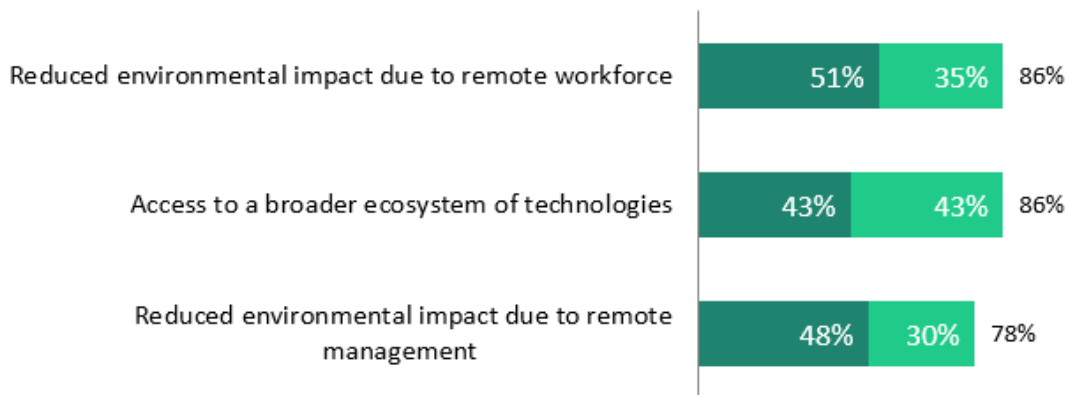 Reduced environmental impact due to remote workforce 51% 35% 86%
Access to a broader ecosystem of technologies 43% 43% 86%
Reduced environmental impact due to remote
management 48% 30% 78%